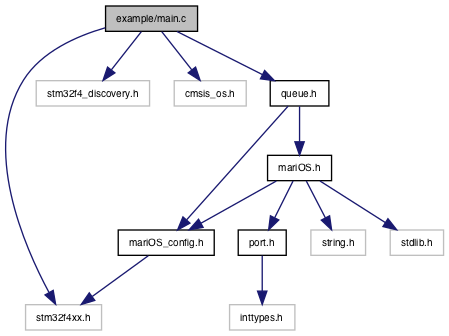 example/main.c
stm32f4_discovery.h
cmsis_os.h
queue.h
mariOS.h
mariOS_config.h
port.h
string.h
stdlib.h
stm32f4xx.h
inttypes.h